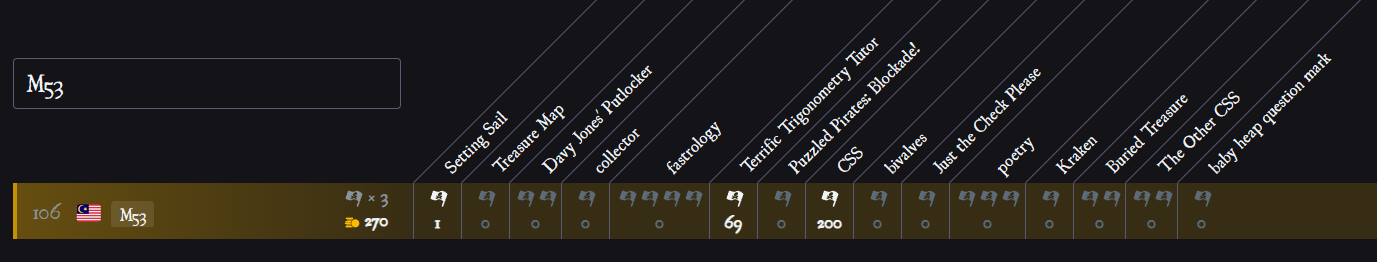 M53
Setting Sail
Treasure Map
Davy Jones' Putlocker
collector
fastrology
Terrific Trigonometry Tutor
Puzzled Pirates: Blockade!
CSS
bivalves
Just the Check Please
poetry
Kraken
Buried Treasure
The Other CSS
baby heap question mark
106 M53 × 3
270 1 0 0 0 0 69 0 200 0 0 0 0 0 0 0